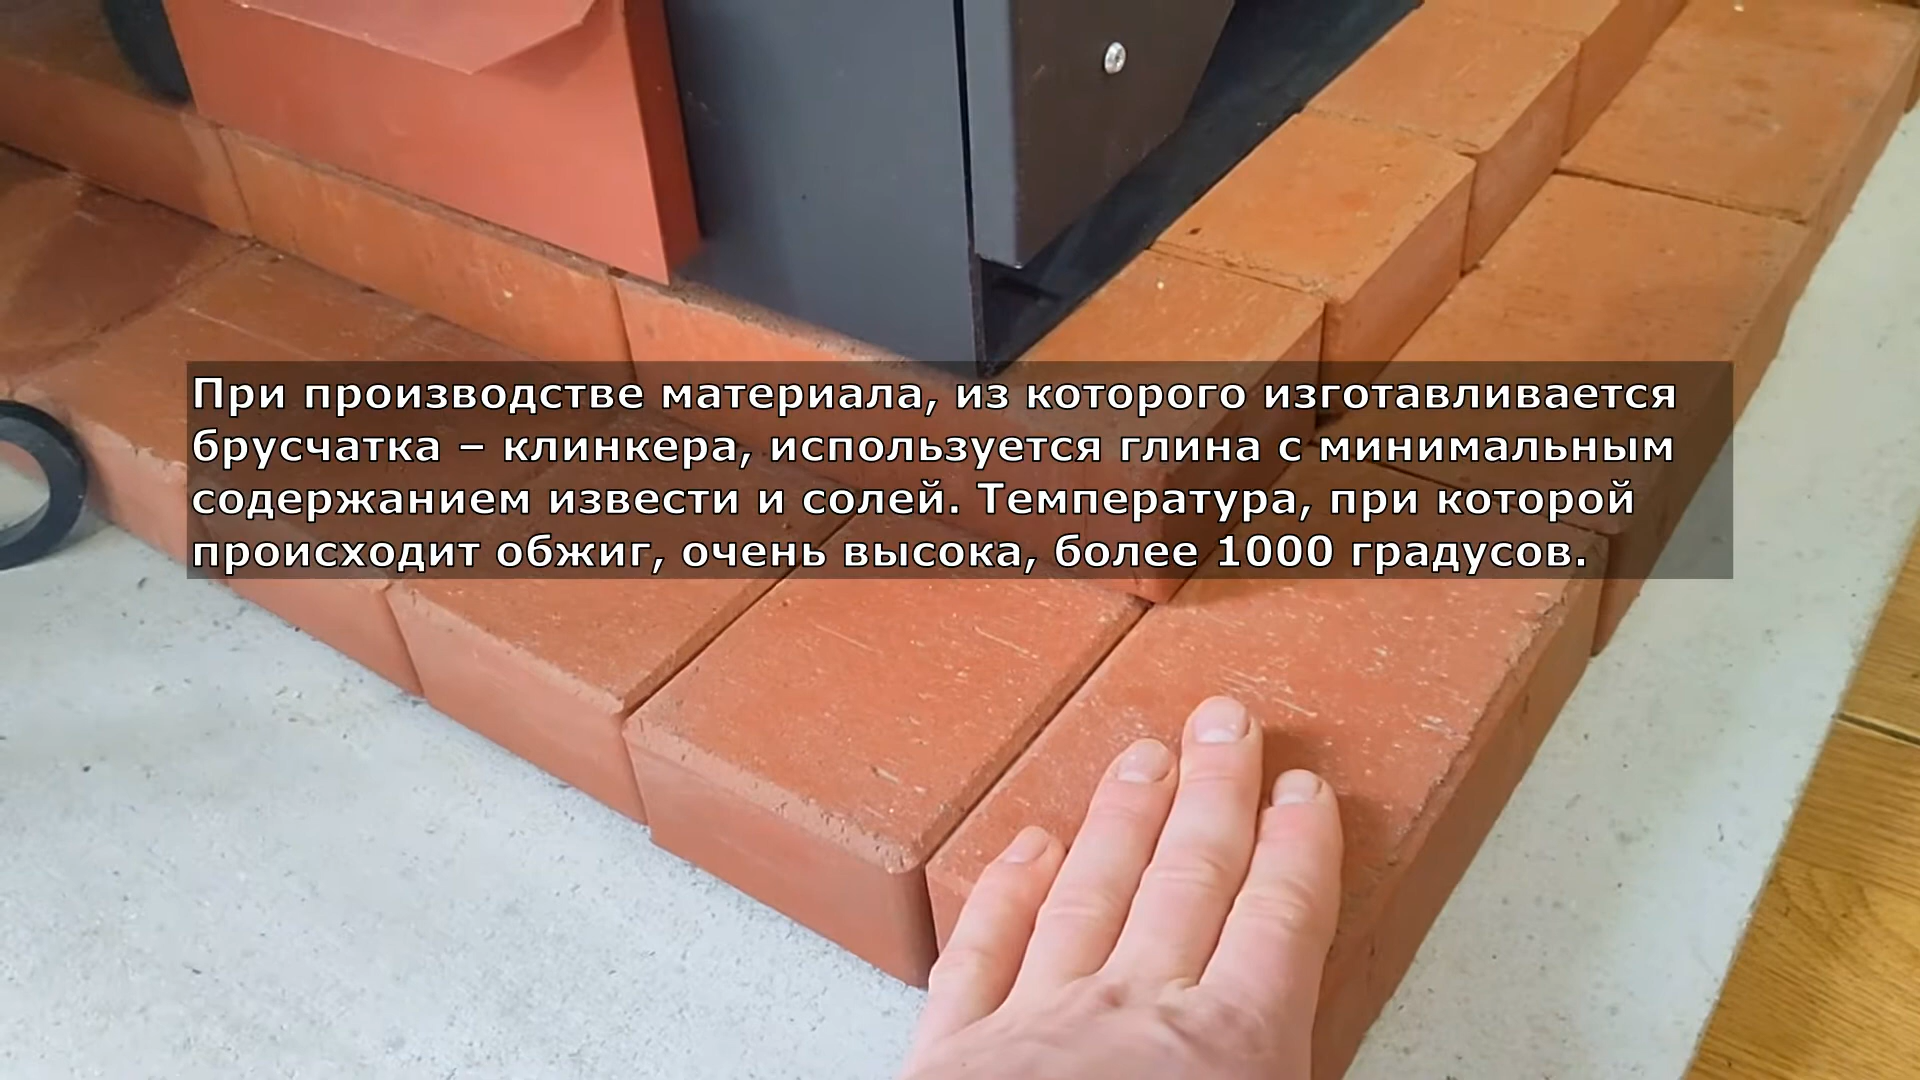 При производстве материала, из которого изготавливается
брусчатка – клинкера, используется глина с минимальным
содержанием извести и солей. Температура, при которой
происходит обжиг, очень высока, более 1000 градусов.